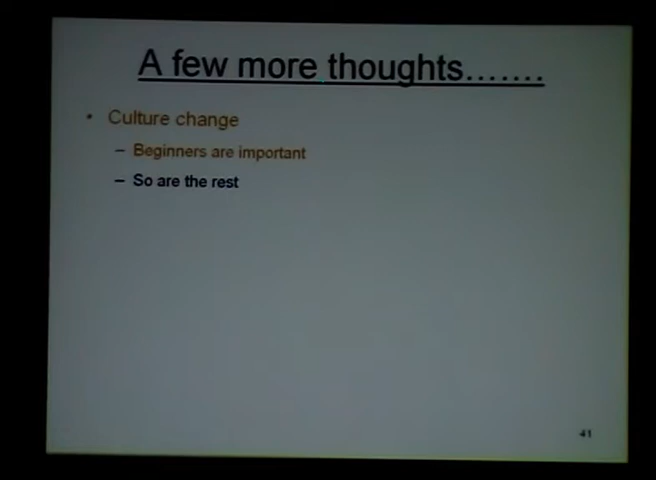 A few more thoughts.......
• Culture change
– Beginners are important
– So are the rest
41